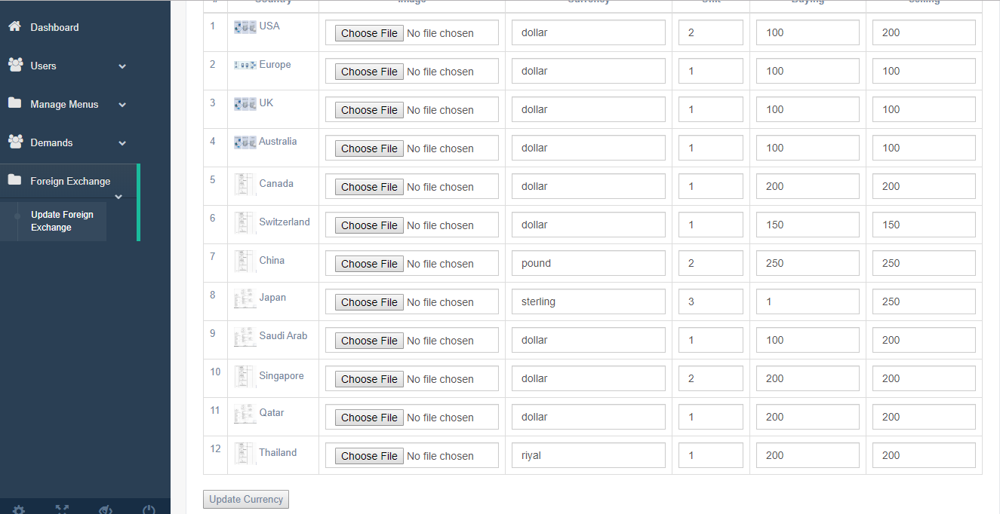 # Country Image Currency Unit Buying Selling
Dashboard
Users
Manage Menus
Demands
Foreign Exchange
Update Foreign
Exchange
1 USA Choose File No file chosen dollar 2 100 200
2 Europe Choose File No file chosen dollar 1 100 100
3 UK Choose File No file chosen dollar 1 100 100
4 Australia Choose File No file chosen dollar 1 100 100
5 Canada Choose File No file chosen dollar 1 200 200
6 Switzerland Choose File No file chosen dollar 1 150 150
7 China Choose File No file chosen pound 2 250 250
8 Japan Choose File No file chosen sterling 3 1 250
9 Saudi Arab Choose File No file chosen dollar 1 100 200
10 Singapore Choose File No file chosen dollar 2 200 200
11 Qatar Choose File No file chosen dollar 1 200 200
12 Thailand Choose File No file chosen riyal 1 200 200
Update Currency